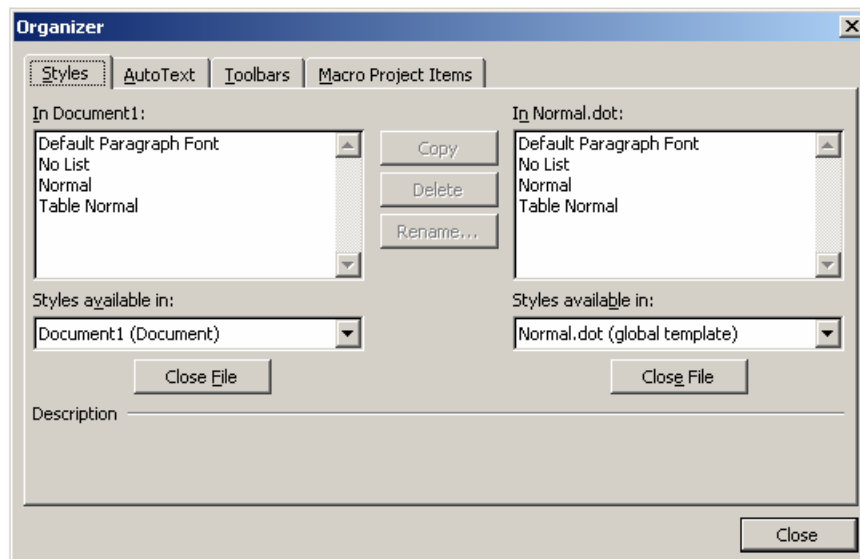 Organizer
Styles AutoText Toolbars Macro Project Items
In Document1:
Default Paragraph Font
No List
Normal
Table Normal
Copy
Delete
Rename...
In Normal.dot:
Default Paragraph Font
No List
Normal
Table Normal
Styles available in:
Document1 (Document)
Close File
Styles available in:
Normal.dot (global template)
Close File
Description
Close